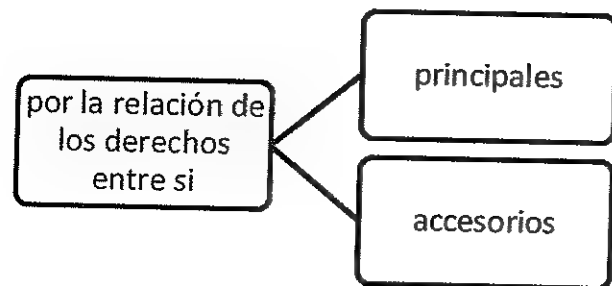 por la relación de
los derechos
entre si
principales
accesorios